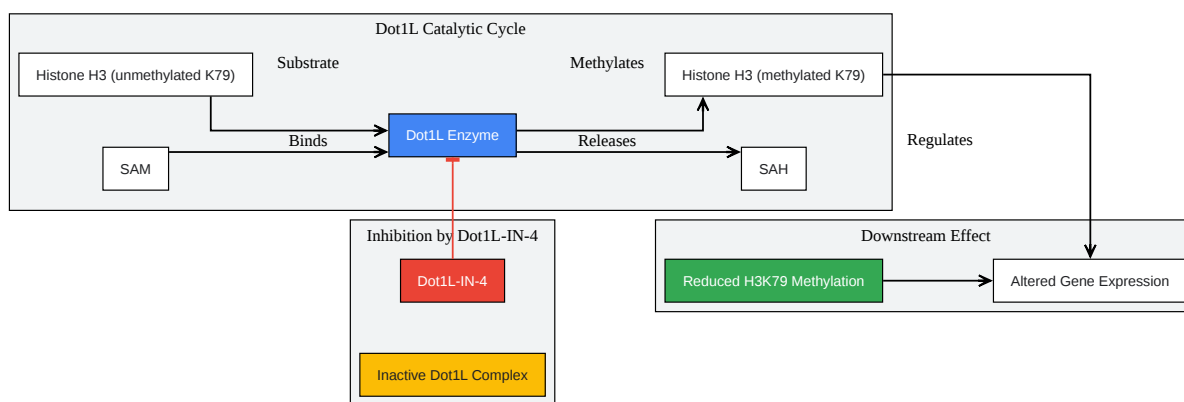 Dot1L Catalytic Cycle
Histone H3 (unmethylated K79)
Substrate
Methylates
Histone H3 (methylated K79)
Dot1L Enzyme
Binds
Releases
Regulates
SAM
SAH
Inhibition by Dot1L-IN-4
Downstream Effect
Dot1L-IN-4
Reduced H3K79 Methylation
Altered Gene Expression
Inactive Dot1L Complex